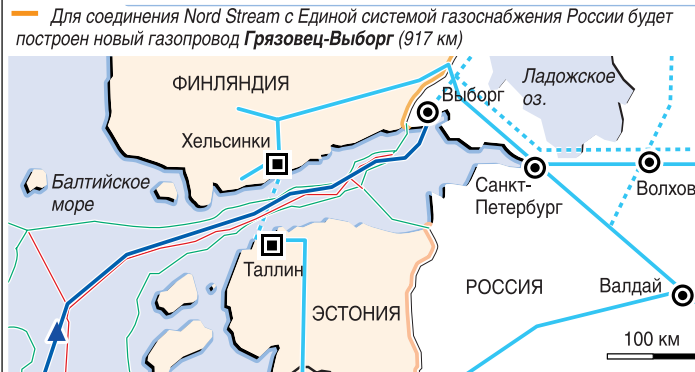 Для соединения Nord Stream с Единой системой газоснабжения России будет
построен новый газопровод Грязовец-Выборг (917 км)
ФИНЛЯНДИЯ
Ладожское
оз.
Выборг
Хельсинки
Балтийское
море
Санкт-
Петербург
Волхов
Таллин
ЭСТОНИЯ
РОССИЯ
Валдай
100 км